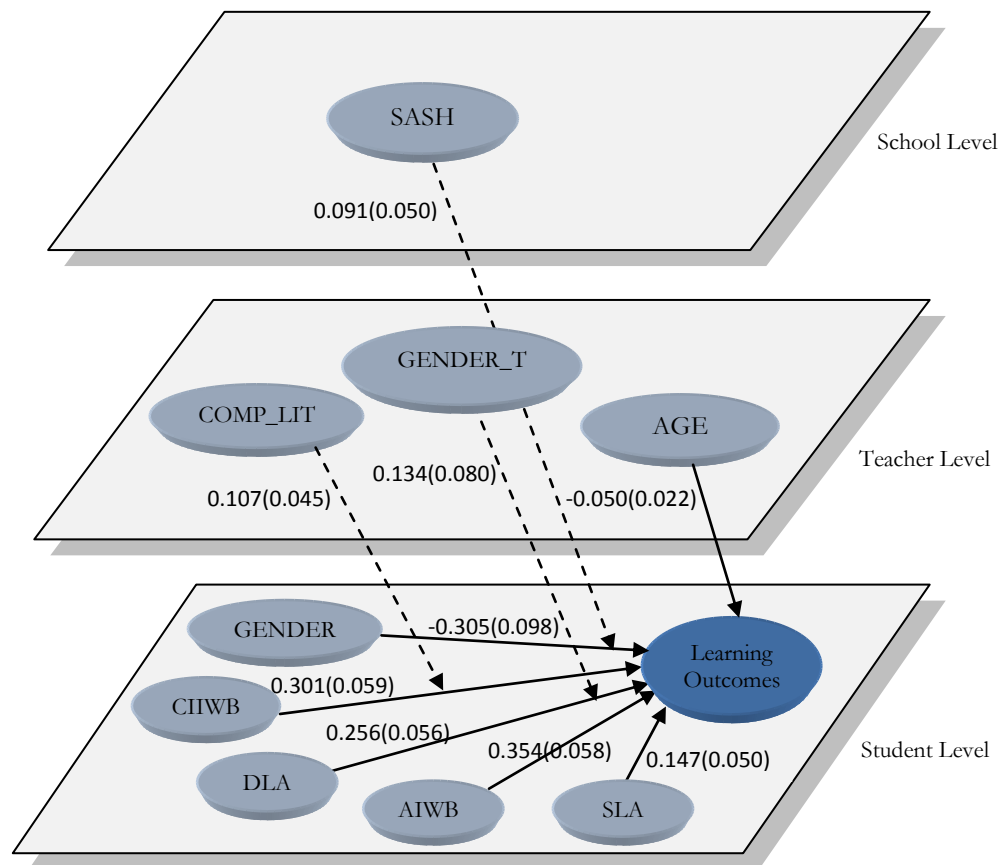 SASH
School Level
0.091(0.050)
GENDER_T
COMP_LIT
AGE
Teacher Level
0.134(0.080)
0.107(0.045)
-0.050(0.022)
GENDER
-0.305(0.098)
Learning
Outcomes
0.301(0.059)
CIIWB
0.256(0.056)
0.354(0.058)
0.147(0.050)
Student Level
DLA
AIWB
SLA